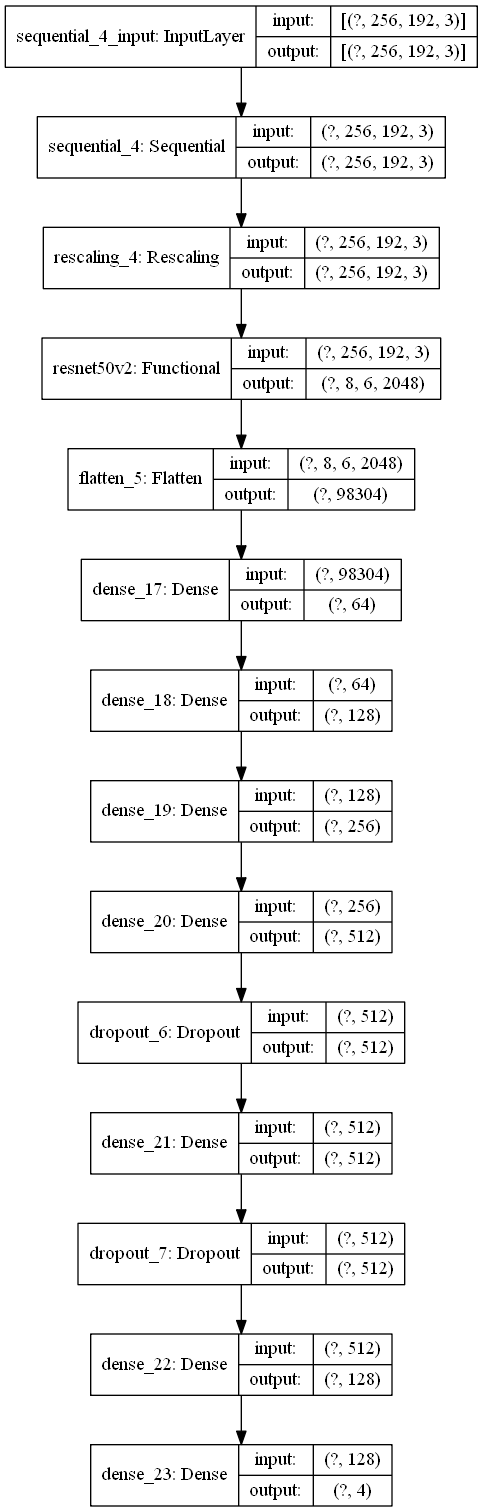 sequential_4_input: InputLayer
input: [(?, 256, 192, 3)]
output: [(?, 256, 192, 3)]
sequential_4: Sequential
input: (?, 256, 192, 3)
output: (?, 256, 192, 3)
rescaling_4: Rescaling
input: (?, 256, 192, 3)
output: (?, 256, 192, 3)
resnet50v2: Functional
input: (?, 256, 192, 3)
output: (?, 8, 6, 2048)
flatten_5: Flatten
input: (?, 8, 6, 2048)
output: (?, 98304)
dense_17: Dense
input: (?, 98304)
output: (?, 64)
dense_18: Dense
input: (?, 64)
output: (?, 128)
dense_19: Dense
input: (?, 128)
output: (?, 256)
dense_20: Dense
input: (?, 256)
output: (?, 512)
dropout_6: Dropout
input: (?, 512)
output: (?, 512)
dense_21: Dense
input: (?, 512)
output: (?, 512)
dropout_7: Dropout
input: (?, 512)
output: (?, 512)
dense_22: Dense
input: (?, 512)
output: (?, 128)
dense_23: Dense
input: (?, 128)
output: (?, 4)